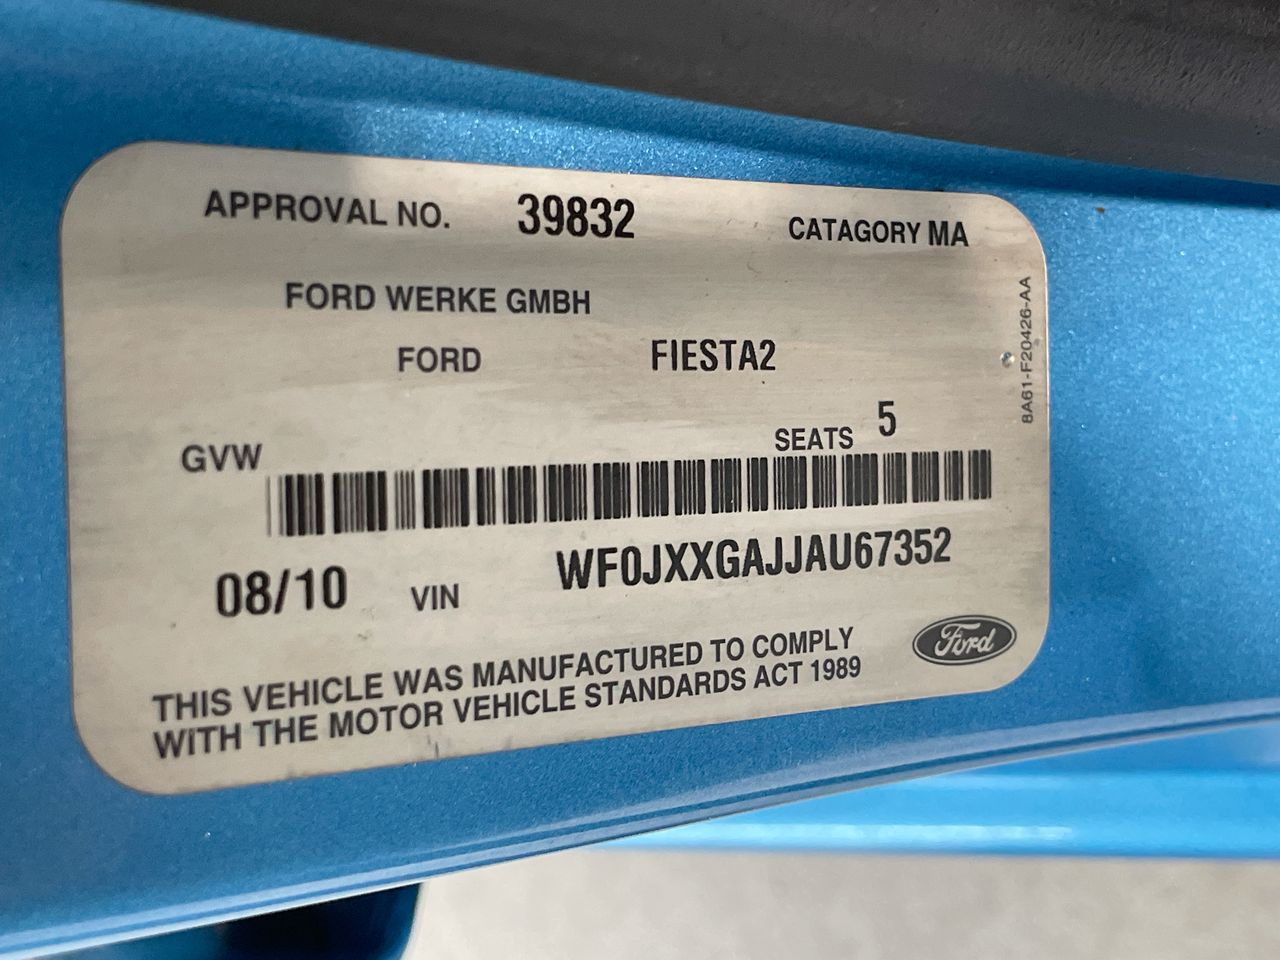 APPROVAL NO. 39832 CATAGORY MA
FORD WERKE GMBH
FORD FIESTA2
8A61-F20426-AA
SEATS 5
GVW
08/10 VIN WF0JXXGAJJAU67352
THIS VEHICLE WAS MANUFACTURED TO COMPLY
WITH THE MOTOR VEHICLE STANDARDS ACT 1989
Ford